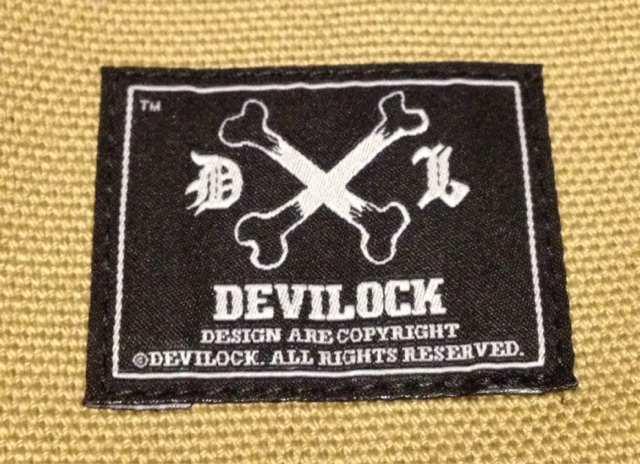 TM
D L
DEVILOCK
DESIGN ARE COPYRIGHT
©DEVILOCK. ALL RIGHTS RESERVED.